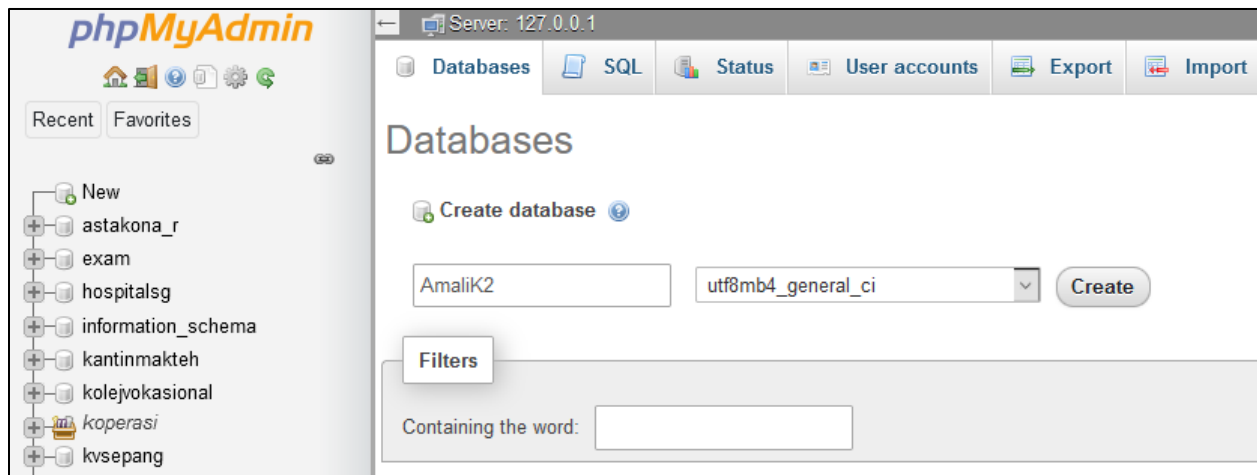 phpMyAdmin
Recent Favorites
New
astakona_r
exam
hospitalsg
information_schema
kantinmakteh
kolejvokasional
koperasi
kvsepang
Server: 127.0.0.1
Databases SQL Status User accounts Export Import
Databases
Create database
AmaliK2 utf8mb4_general_ci Create
Filters
Containing the word: